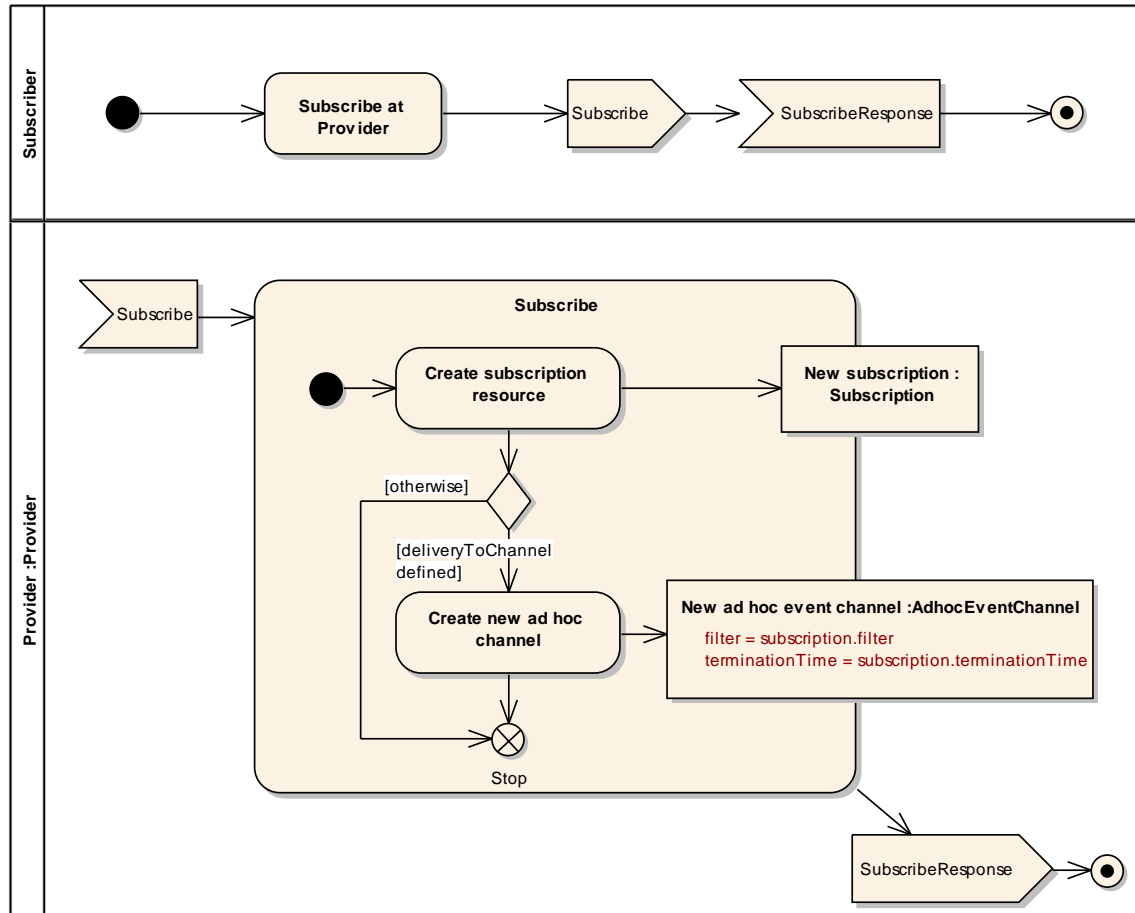 Subscriber
Subscribe at
Provider
Subscribe
SubscribeResponse
Provider :Provider
Subscribe
Subscribe
Create subscription
resource
New subscription :
Subscription
[otherwise]
[deliveryToChannel
defined]
Create new ad hoc
channel
New ad hoc event channel :AdhocEventChannel
filter = subscription.filter
terminationTime = subscription.terminationTime
Stop
SubscribeResponse